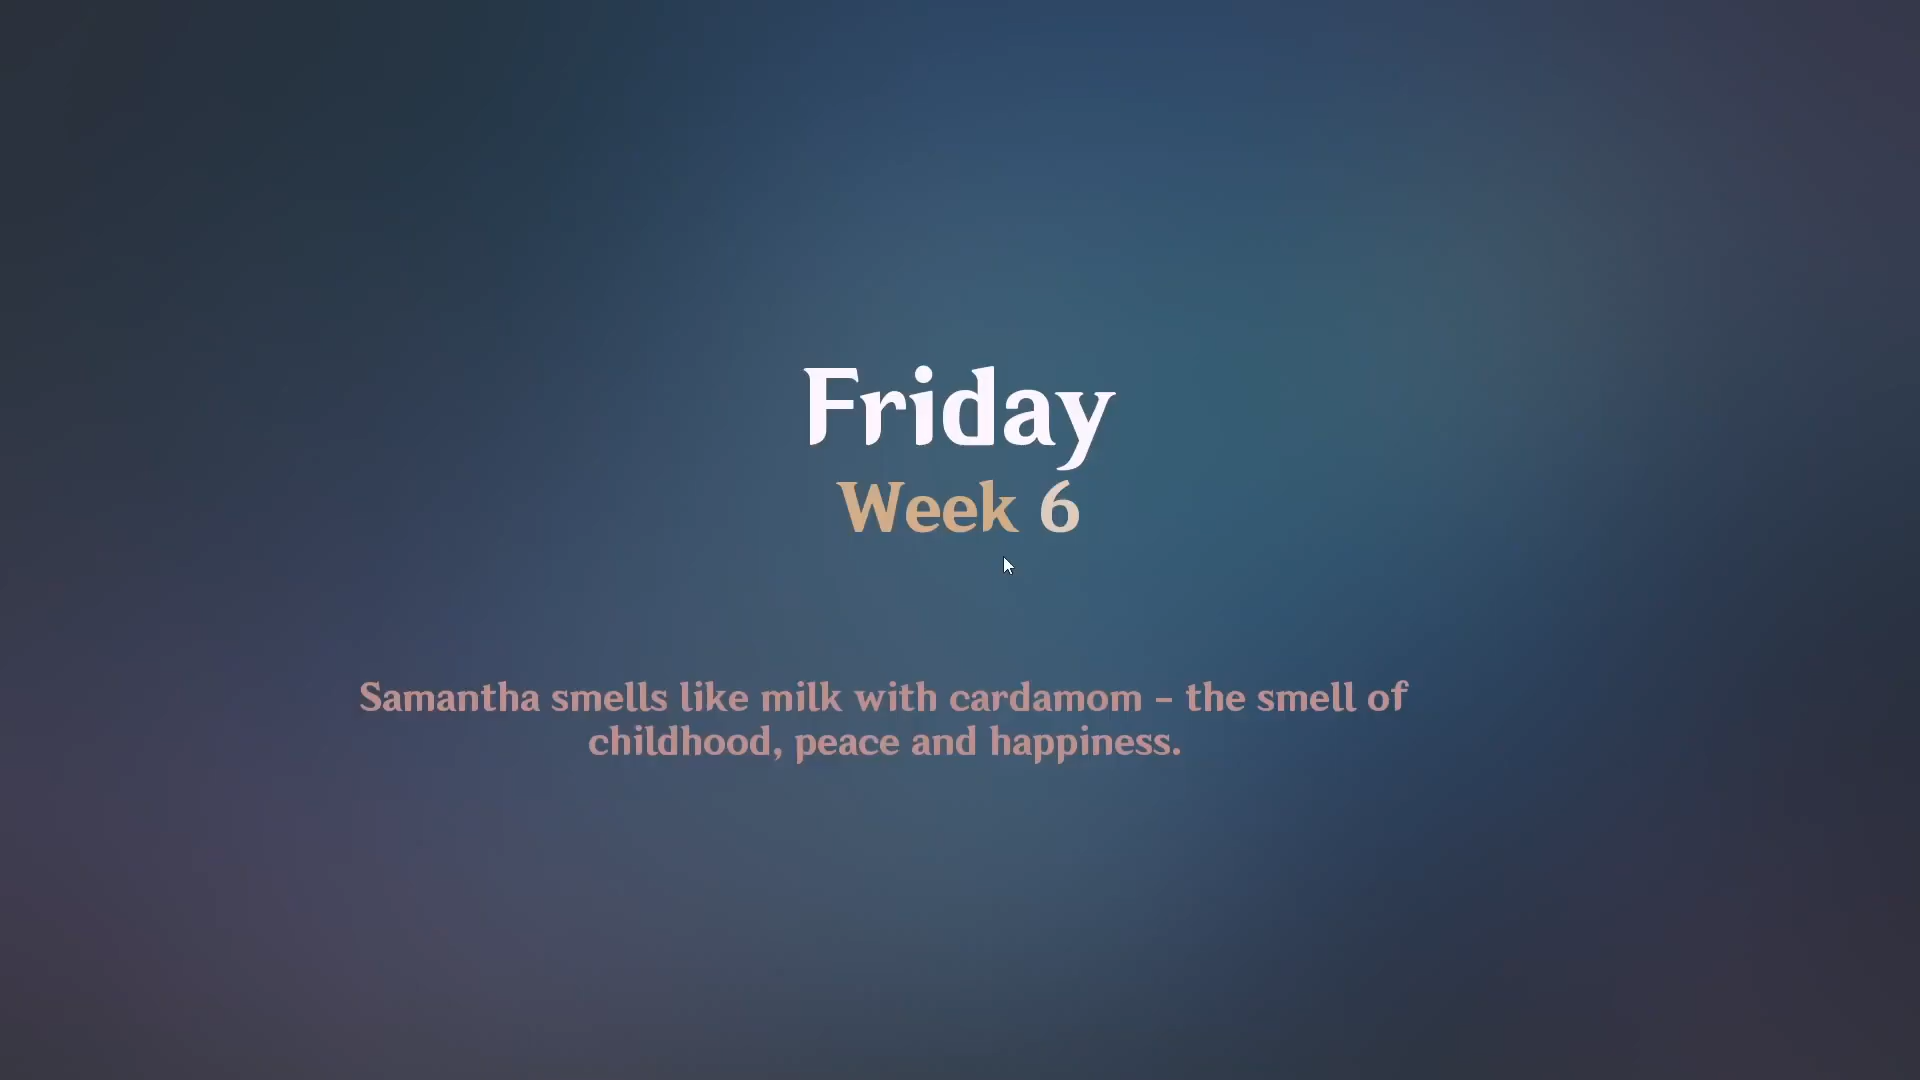 Friday
Week 6
Samantha smells like milk with cardamom – the smell of
childhood, peace and happiness.